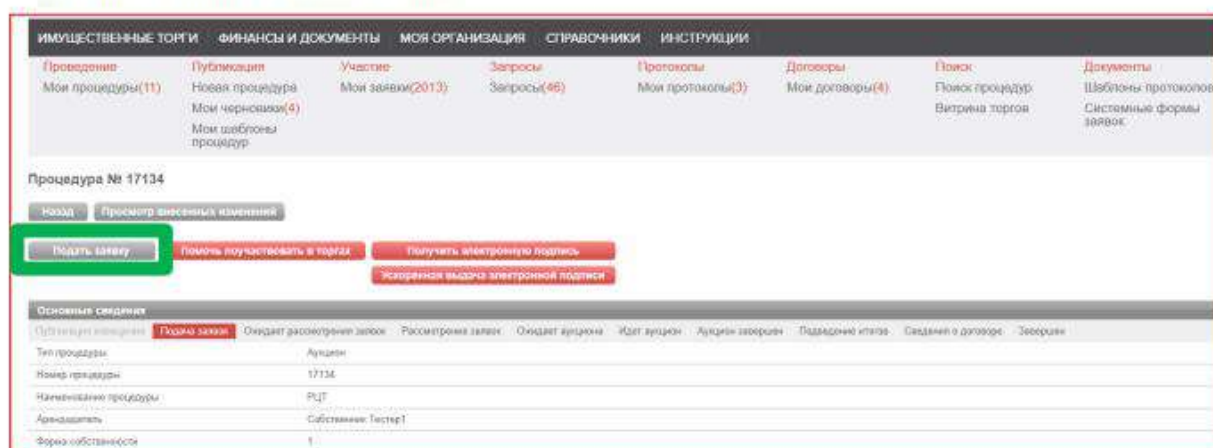 ИМУЩЕСТВЕННЫЕ ТОРГИ ФИНАНСЫ И ДОКУМЕНТЫ МОЯ ОРГАНИЗАЦИЯ СПРАВОЧНИКИ ИНСТРУКЦИИ
Проведение Публикация Участие Запросы Протоколы Договоры Поиск Документы
Мои процедуры(11) Новая процедура Мои заявки(2013) Запросы(46) Мои протоколы(3) Мои договоры(4) Поиск процедур Шаблоны протоколов
Мои черновики(4) Витрина торгов Системные формы
Мои шаблоны заявок
процедур
Процедура № 17134
Назад Просмотр внесенных изменений
Подать заявку Помочь поучаствовать в торгах Получить электронную подпись
Ускоренная выдача электронной подписи
Основные сведения
Публикация извещения Подача заявок Ожидает рассмотрения заявок Рассмотрение заявок Ожидает аукциона Идет аукцион Аукцион завершен Подведение итогов Сведения о договоре Завершен
Тип процедуры Аукцион
Номер процедуры 17134
Наименование процедуры РЦТ
Арендодатель Собственник Тестер1
Форма собственности 1